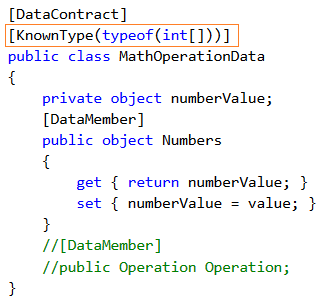 [DataContract]
[KnownType(typeof(int[]))]
public class MathOperationData
{
    private object numberValue;
    [DataMember]
    public object Numbers
    {
        get { return numberValue; }
        set { numberValue = value; }
    }
    //[DataMember]
    //public Operation Operation;
}